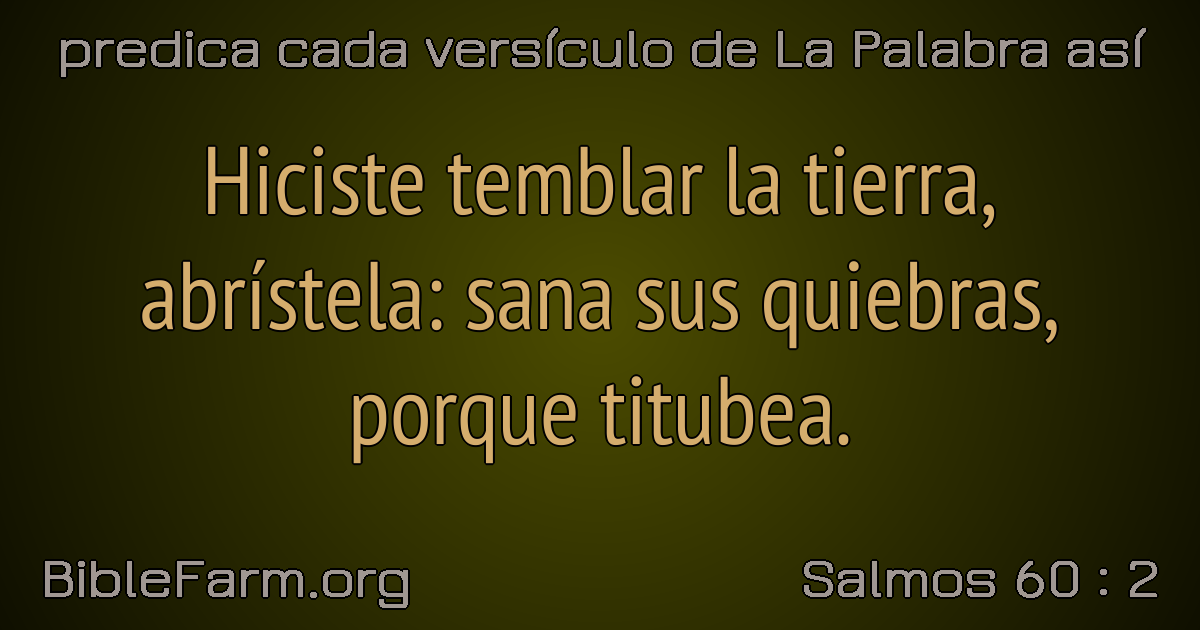 predica cada versículo de La Palabra así
Hiciste temblar la tierra,
abrístela: sana sus quiebras,
porque titubea.
BibleFarm.org
Salmos 60 : 2